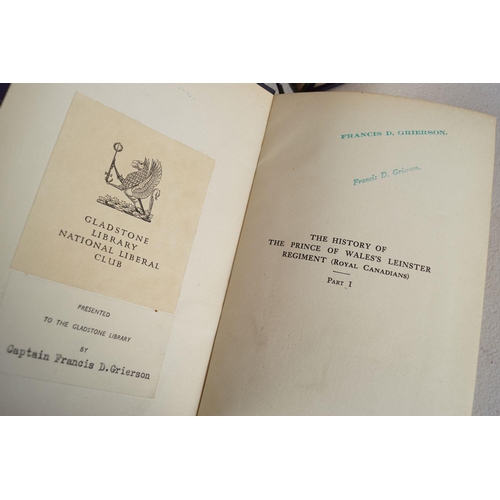 GLADSTONE
LIBRARY
NATIONAL LIBERAL
CLUB
PRESENTED
TO THE GLADSTONE LIBRARY
BY
Captain Francis D.Grierson
FRANCIS D. GRIERSON.
Francis D. Grierson.
THE HISTORY OF
THE PRINCE OF WALES'S LEINSTER
REGIMENT (ROYAL CANADIANS)
PART I